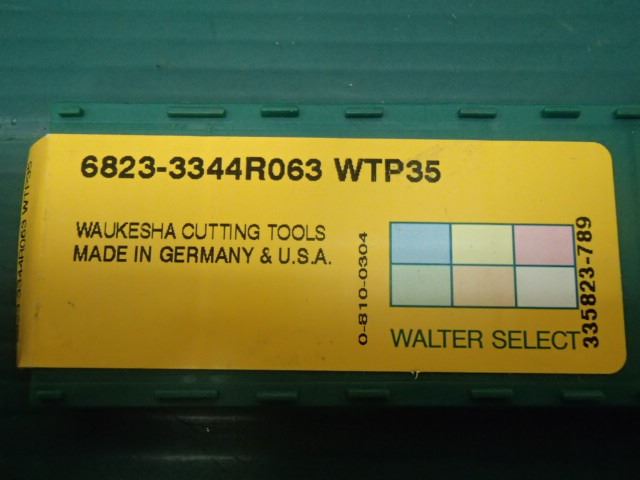 6823-3344R063 WTP35
WAUKESHA CUTTING TOOLS
MADE IN GERMANY & U.S.A.
0-810-0304
WALTER SELECT
335823-789